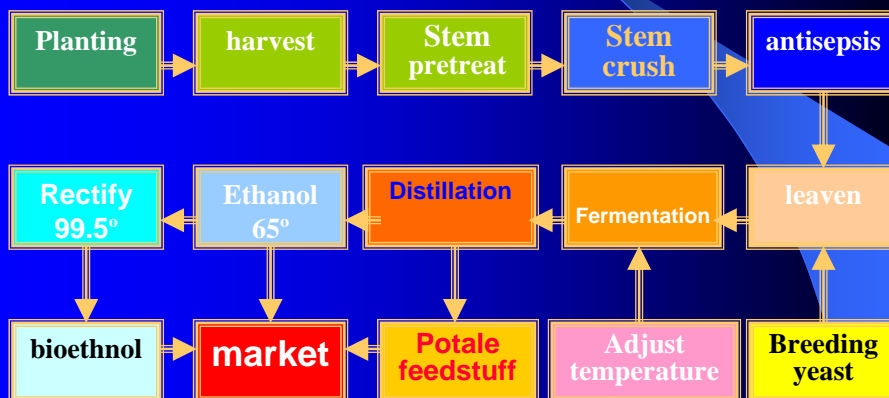 Planting
harvest
Stem
pretreat
Stem
crush
antisepsis
Rectify
99.5º
Ethanol
65º
Distillation
Fermentation
leaven
bioethnol
market
Potale
feedstuff
Adjust
temperature
Breeding
yeast